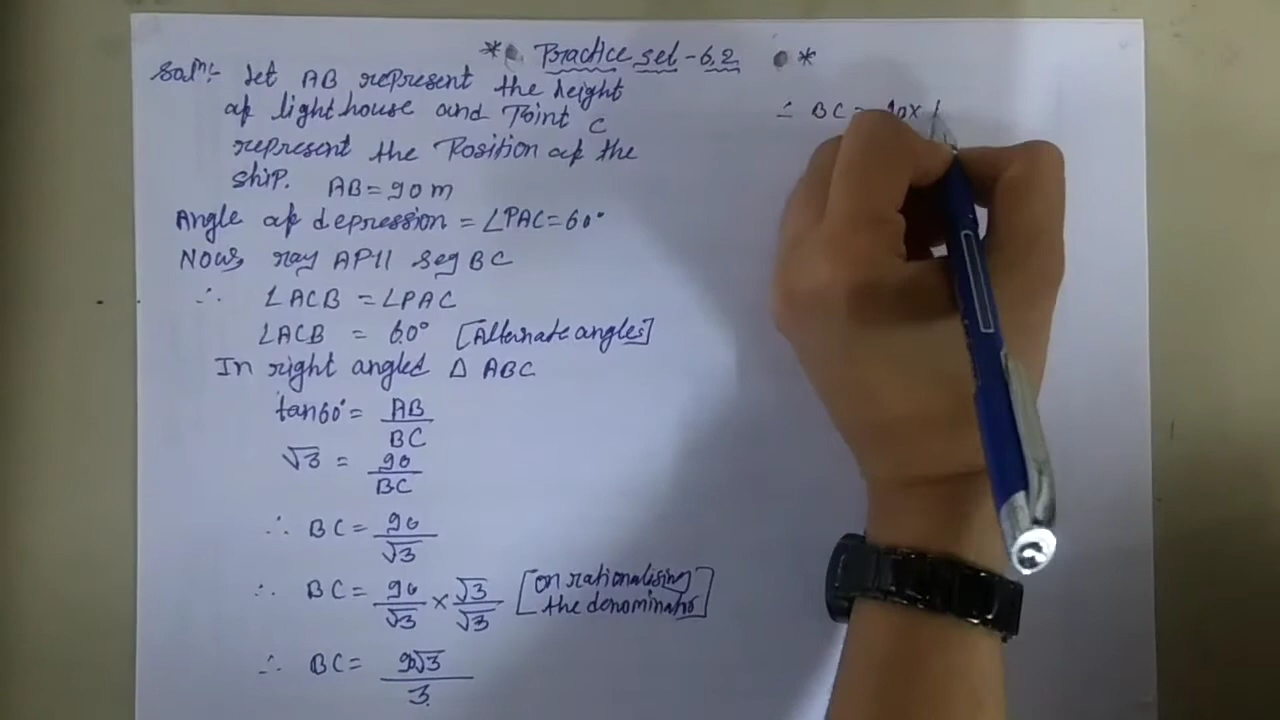 * Practice set - 6.2 *
Solⁿ:- Let AB represent the height
of light house and Point C
represent the Position of the
ship. AB = 90 m
Angle of depression = ∠PAC = 60°
Now ray AP || seg BC
∴ ∠ACB = ∠PAC
∠ACB = 60° [Alternate angles]
In right angled Δ ABC
tan60° = AB/BC
√3 = 90/BC
∴ BC = 90/√3
∴ BC = 90/√3 × √3/√3 [on rationalising the denominator]
∴ BC = 90√3/3
∴ BC = 90×